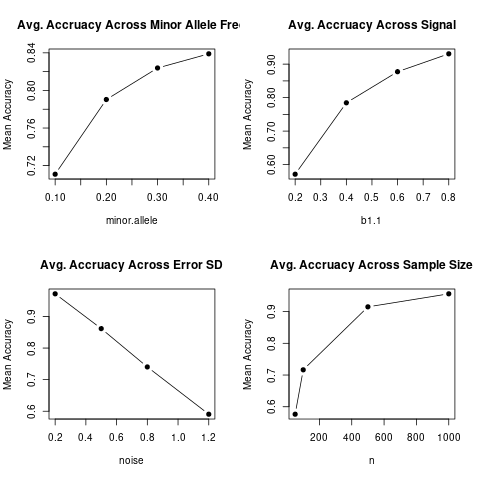 Avg. Accruacy Across Minor Allele Fre
Mean Accuracy
0.72 0.76 0.80 0.84
0.10 0.20 0.30 0.40
minor.allele
Avg. Accruacy Across Signal
Mean Accuracy
0.60 0.70 0.80 0.90
0.2 0.3 0.4 0.5 0.6 0.7 0.8
b1.1
Avg. Accruacy Across Error SD
Mean Accuracy
0.6 0.7 0.8 0.9
0.2 0.4 0.6 0.8 1.0 1.2
noise
Avg. Accruacy Across Sample Size
Mean Accuracy
0.6 0.7 0.8 0.9
200 400 600 800 1000
n